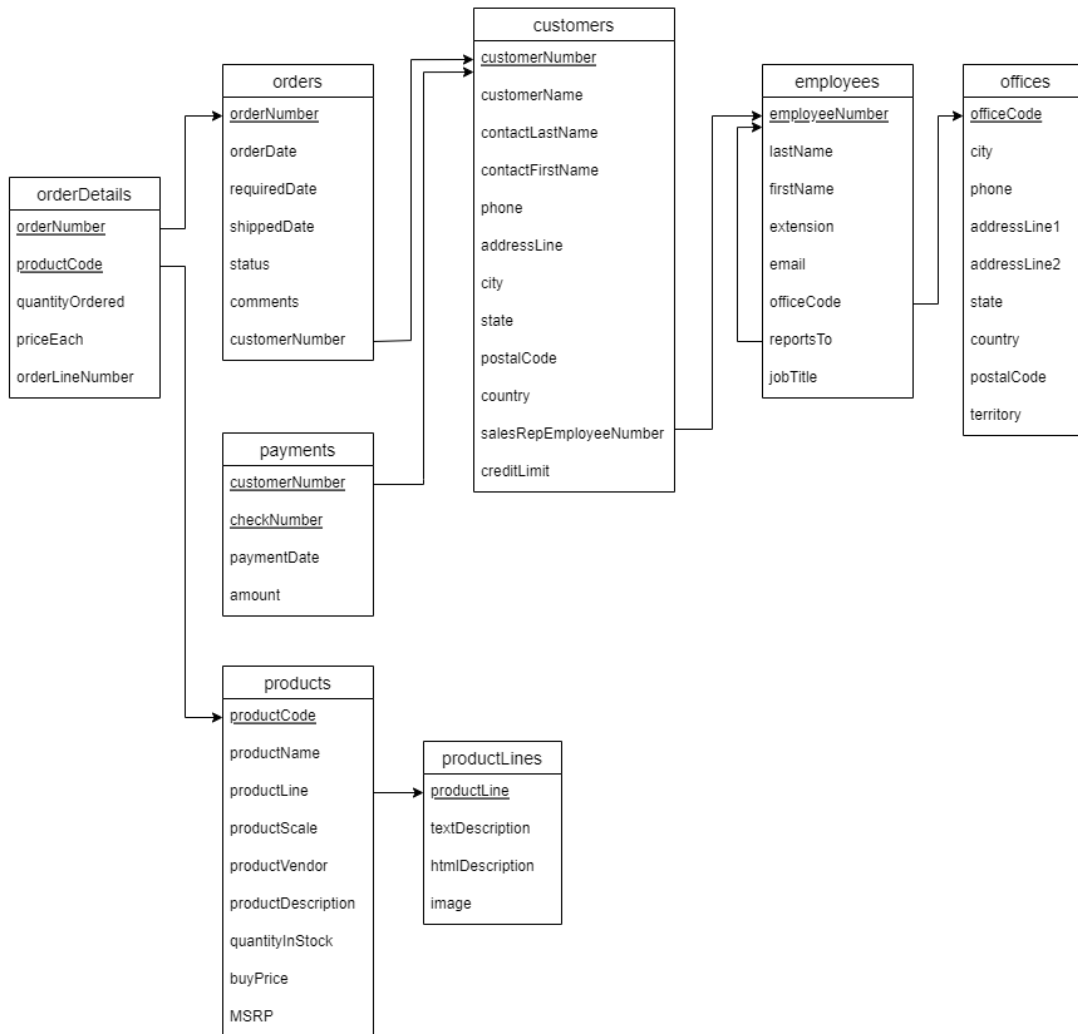 customers
customerNumber
customerName
contactLastName
contactFirstName
phone
addressLine
city
state
postalCode
country
salesRepEmployeeNumber
creditLimit
orders
orderNumber
orderDate
requiredDate
shippedDate
status
comments
customerNumber
employees
employeeNumber
lastName
firstName
extension
email
officeCode
reportsTo
jobTitle
offices
officeCode
city
phone
addressLine1
addressLine2
state
country
postalCode
territory
orderDetails
orderNumber
productCode
quantityOrdered
priceEach
orderLineNumber
payments
customerNumber
checkNumber
paymentDate
amount
products
productCode
productName
productLine
productScale
productVendor
productDescription
quantityInStock
buyPrice
MSRP
productLines
productLine
textDescription
htmlDescription
image